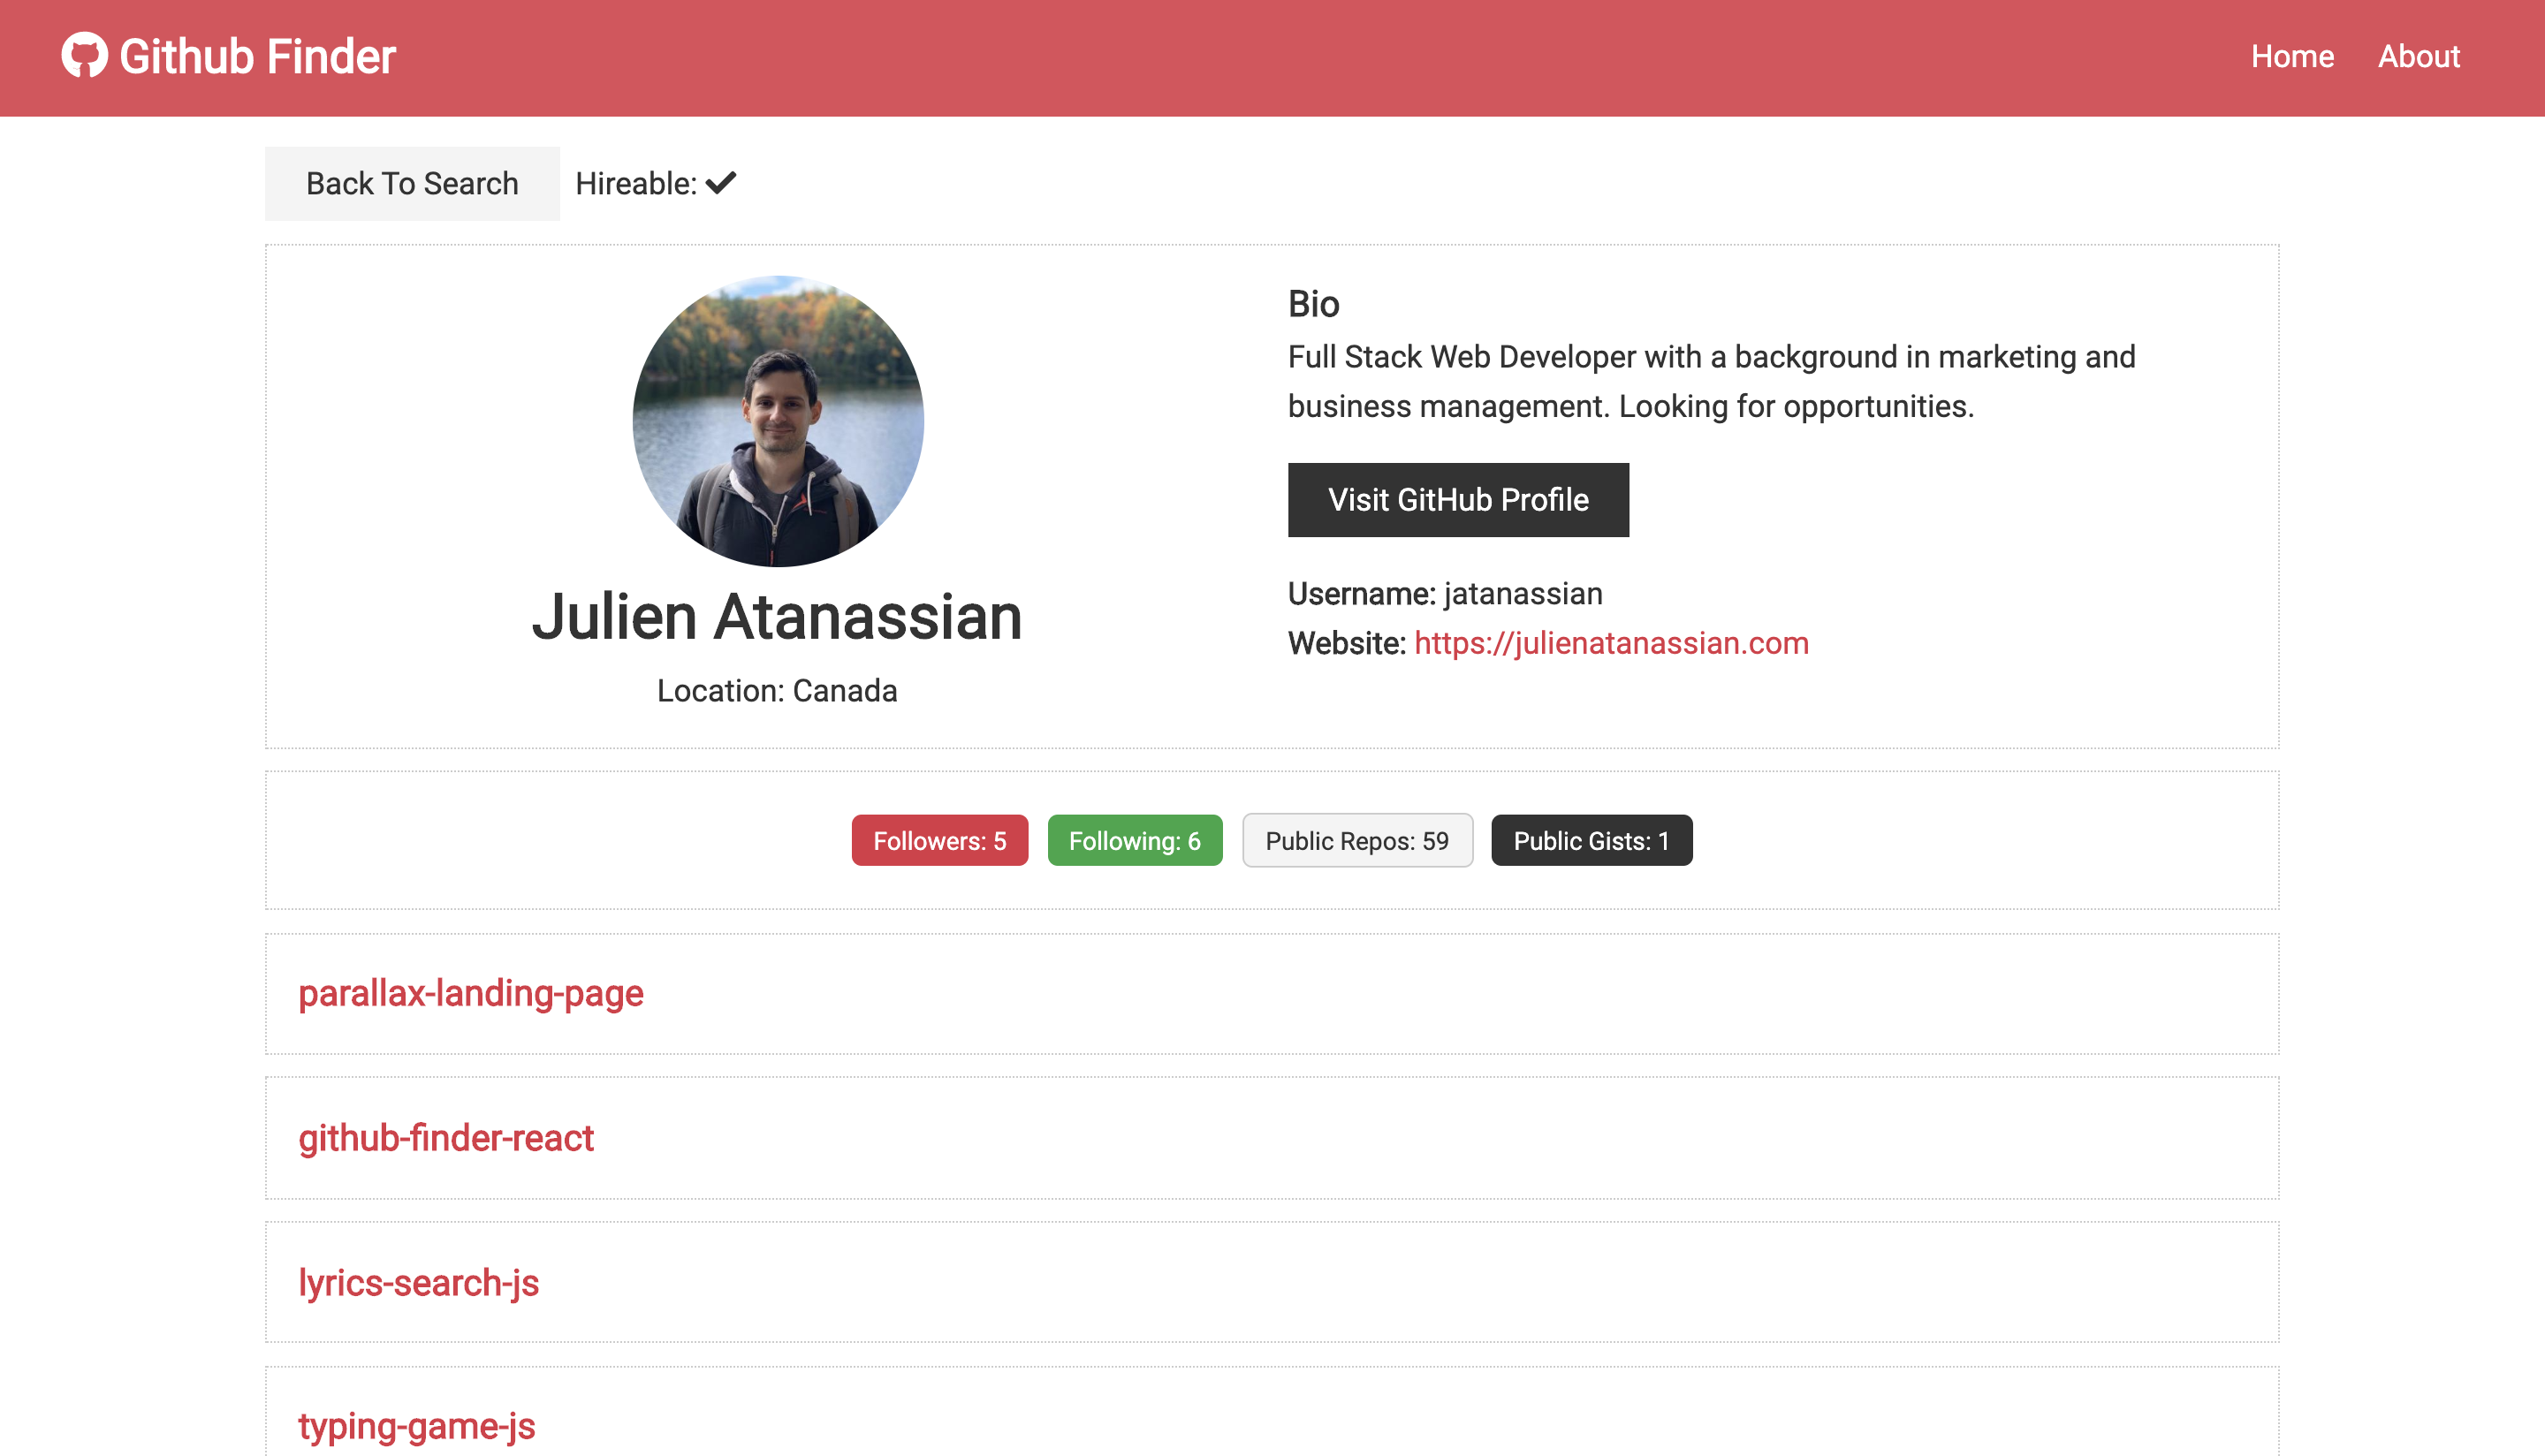 Github Finder
Home About
Back To Search Hireable:
Bio
Full Stack Web Developer with a background in marketing and
business management. Looking for opportunities.
Visit GitHub Profile
Username: jatanassian
Website: https://julienatanassian.com
Julien Atanassian
Location: Canada
Followers: 5 Following: 6 Public Repos: 59 Public Gists: 1
parallax-landing-page
github-finder-react
lyrics-search-js
typing-game-js